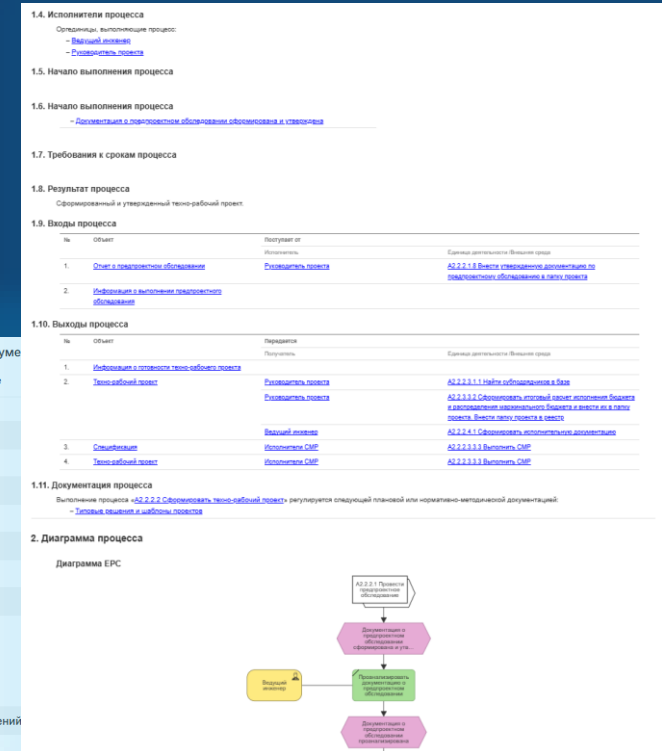 1.4. Исполнители процесса
Оргединицы, выполняющие процесс:
– Ведущий инженер
– Руководитель проекта
1.5. Начало выполнения процесса
1.6. Начало выполнения процесса
– Документация о предпроектном обследовании сформирована и утверждена
1.7. Требования к срокам процесса
1.8. Результат процесса
Сформированный и утвержденный техно-рабочий проект.
1.9. Входы процесса
№ Объект Поступает от
Исполнитель Единица деятельности /Внешняя среда
1. Отчет о предпроектном обследовании Руководитель проекта A2.2.2.1.8 Внести утвержденную документацию по
предпроектному обследованию в папку проекта
2. Информация о выполнении предпроектного
обследования
1.10. Выходы процесса
№ Объект Передается
Получатель Единица деятельности /Внешняя среда
1. Информация о готовности техно-рабочего проекта
2. Техно-рабочий проект Руководитель проекта A2.2.2.3.1.1 Найти субподрядчиков в базе
Руководитель проекта A2.2.2.3.3.2 Сформировать итоговый расчет исполнения бюджета
и распределения маржинального бюджета и внести их в папку
проекта. Внести папку проекта в реестр
Ведущий инженер A2.2.2.4.1 Сформировать исполнительную документацию
3. Спецификация Исполнители СМР A2.2.2.3.3.3 Выполнить СМР
4. Техно-рабочий проект Исполнители СМР A2.2.2.3.3.3 Выполнить СМР
1.11. Документация процесса
Выполнение процесса «A2.2.2.2 Сформировать техно-рабочий проект» регулируется следующей плановой или нормативно-методической документацией:
– Типовые решения и шаблоны проектов
2. Диаграмма процесса
Диаграмма EPC
A2.2.2.1 Провести
предпроектное
обследование
Документация о
предпроектном
обследовании
сформирована и утв...
Ведущий
инженер
Проанализировать
документацию о
предпроектном
обследовании
Документация о
предпроектном
обследовании
проанализирована
уме
е
ений